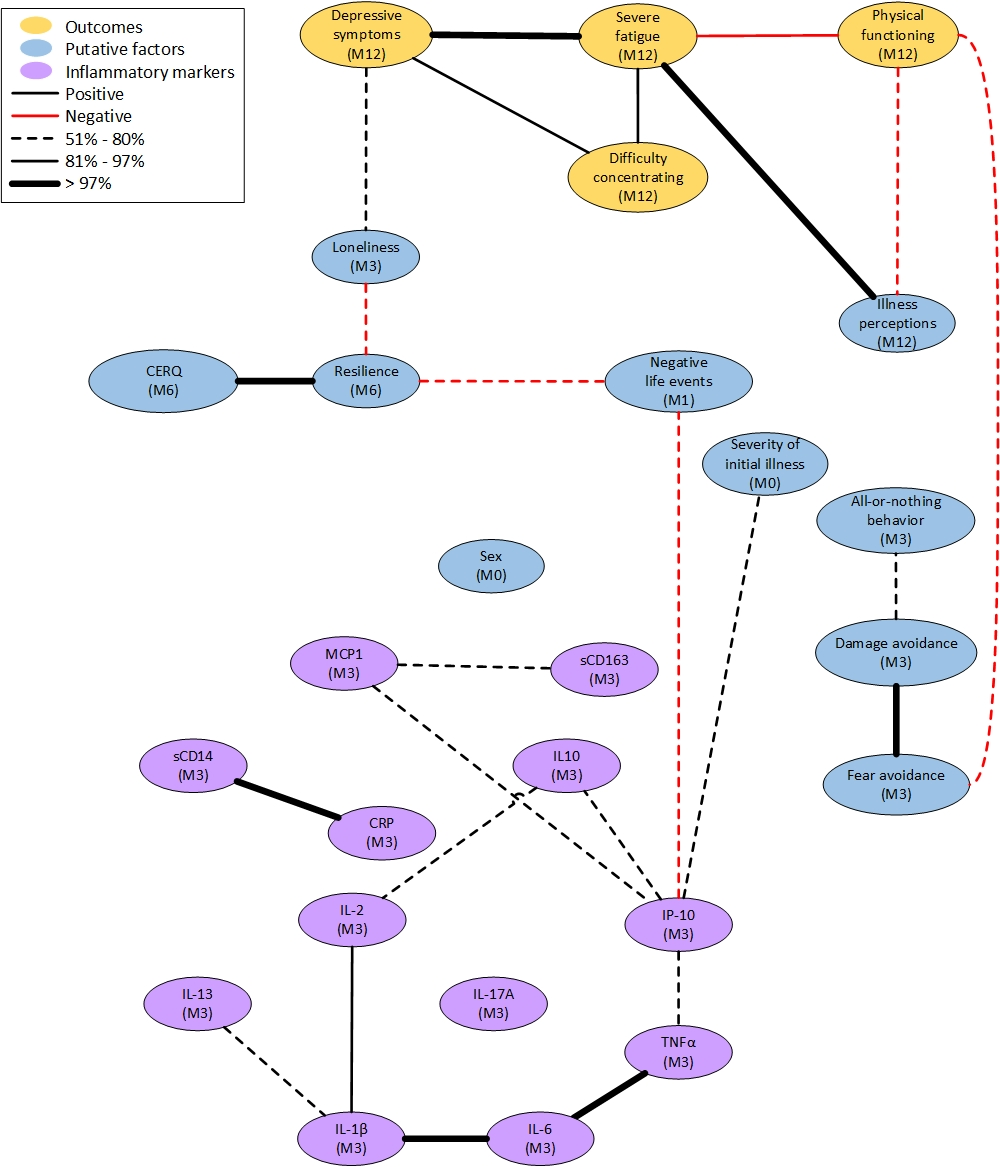 Outcomes
Putative factors
Inflammatory markers
Positive
Negative
51% - 80%
81% - 97%
> 97%
Depressive
symptoms
(M12)
Severe
fatigue
(M12)
Physical
functioning
(M12)
Difficulty
concentrating
(M12)
Loneliness
(M3)
Illness
perceptions
(M12)
CERQ
(M6)
Resilience
(M6)
Negative
life events
(M1)
Severity of
initial illness
(M0)
All-or-nothing
behavior
(M3)
Sex
(M0)
Damage avoidance
(M3)
MCP1
(M3)
sCD163
(M3)
sCD14
(M3)
IL10
(M3)
Fear avoidance
(M3)
CRP
(M3)
IL-2
(M3)
IP-10
(M3)
IL-13
(M3)
IL-17A
(M3)
TNFα
(M3)
IL-1β
(M3)
IL-6
(M3)